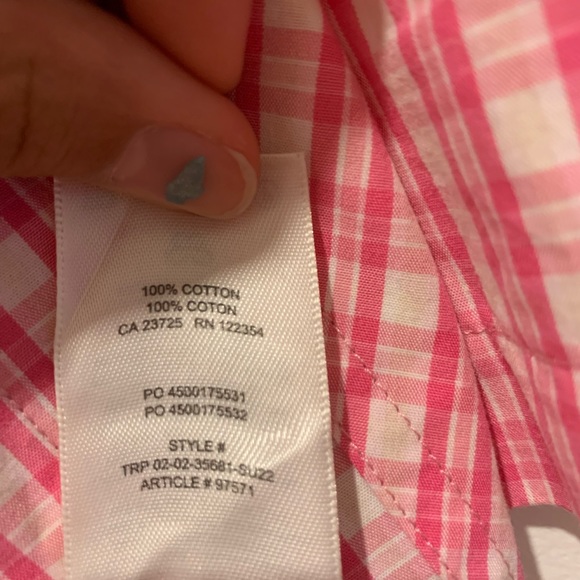 100% COTTON
100% COTON
CA 23725 RN 122354
PO 4500175531
PO 4500175532
STYLE #
TRP 02-02-35681-SU22
ARTICLE # 97571